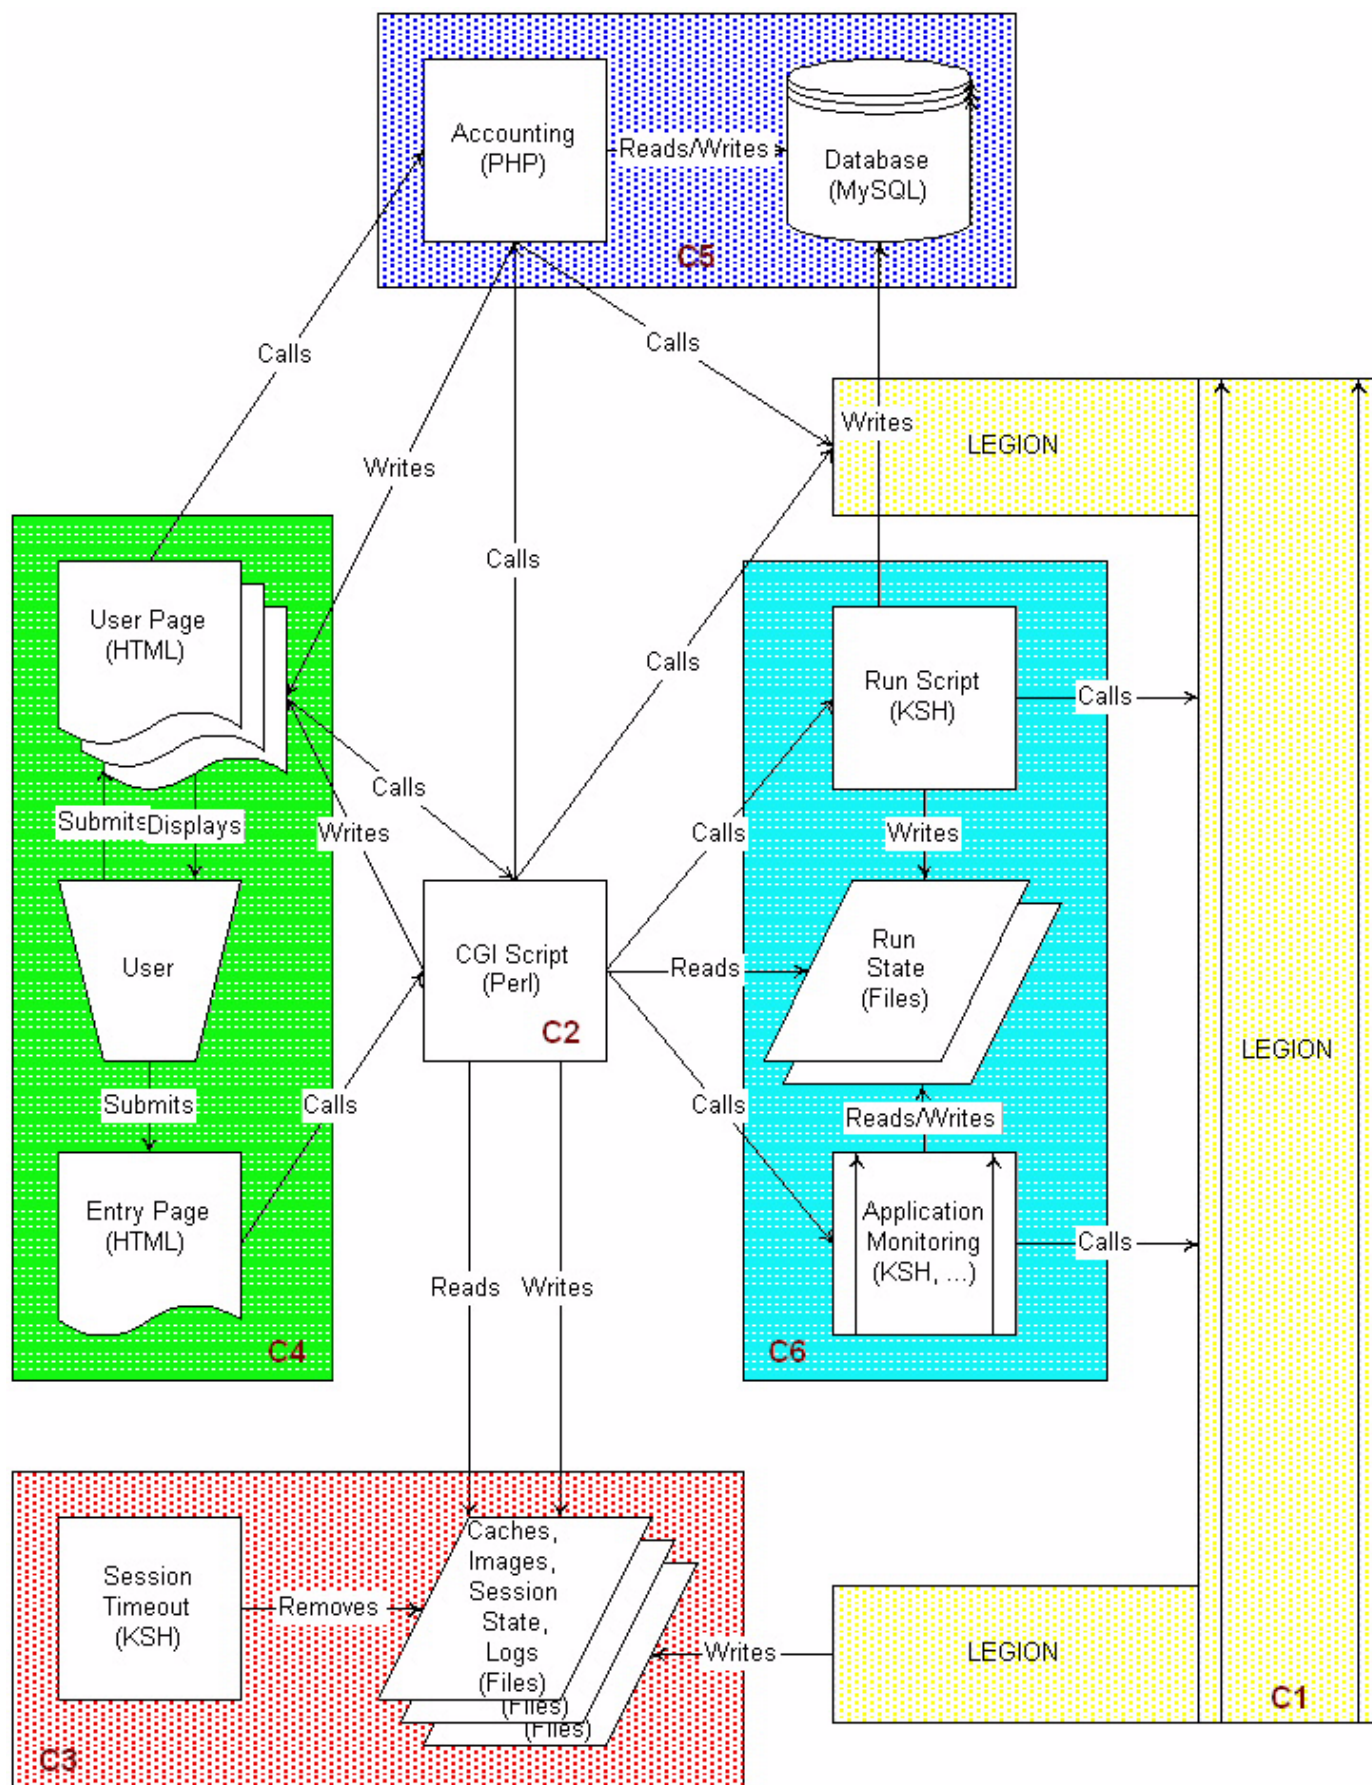 Accounting
(PHP)
Reads/Writes
Database
(MySQL)
C5
Calls
Calls
Writes
Writes
LEGION
Calls
User Page
(HTML)
Calls
Run Script
(KSH)
Calls
Calls
Submits
Displays
Writes
Calls
Writes
User
CGI Script
(Perl)
C2
Reads
Run
State
(Files)
LEGION
Submits
Calls
Calls
Reads/Writes
Entry Page
(HTML)
Application
Monitoring
(KSH, ...)
Calls
Reads
Writes
C4
C6
Session
Timeout
(KSH)
Removes
Caches,
Images,
Session
State,
Logs
(Files)
(Files)
(Files)
Writes
LEGION
C1
C3